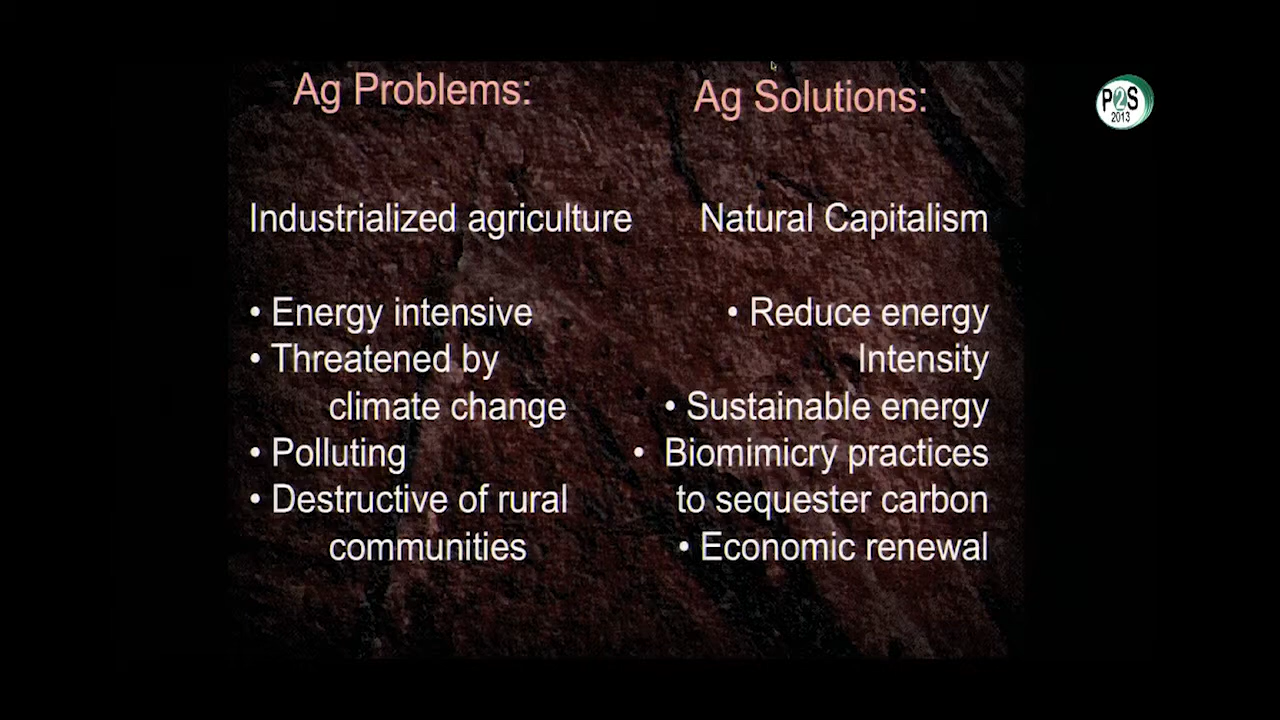 Ag Problems:
Industrialized agriculture
• Energy intensive
• Threatened by
climate change
• Polluting
• Destructive of rural
communities
Ag Solutions:
Natural Capitalism
• Reduce energy
Intensity
• Sustainable energy
• Biomimicry practices
to sequester carbon
• Economic renewal
P2S
2013